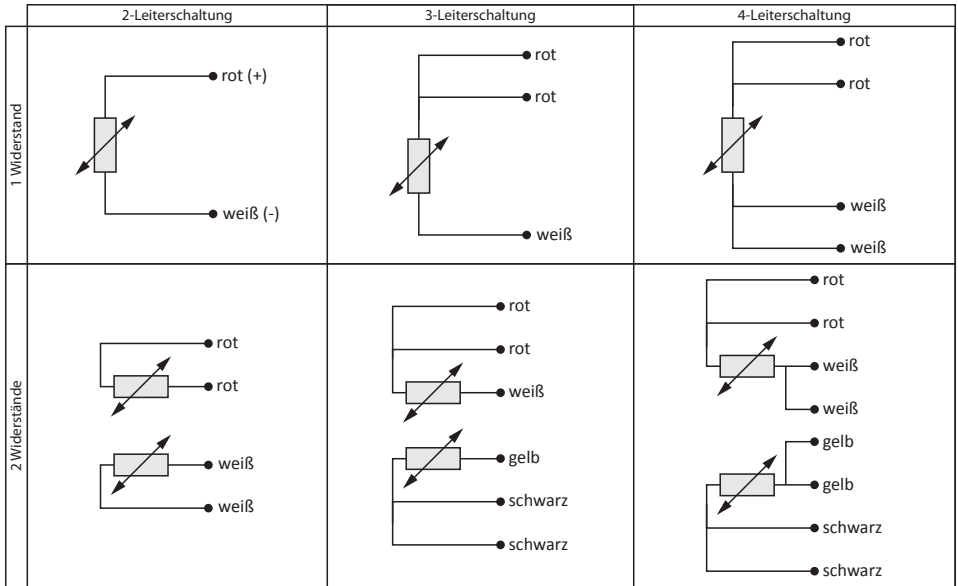 2-Leiterschaltung
3-Leiterschaltung
4-Leiterschaltung
1 Widerstand
rot (+)
weiß (-)
rot
rot
weiß
rot
rot
weiß
weiß
2 Widerstände
rot
rot
weiß
weiß
rot
rot
weiß
gelb
schwarz
schwarz
rot
rot
weiß
weiß
gelb
gelb
schwarz
schwarz